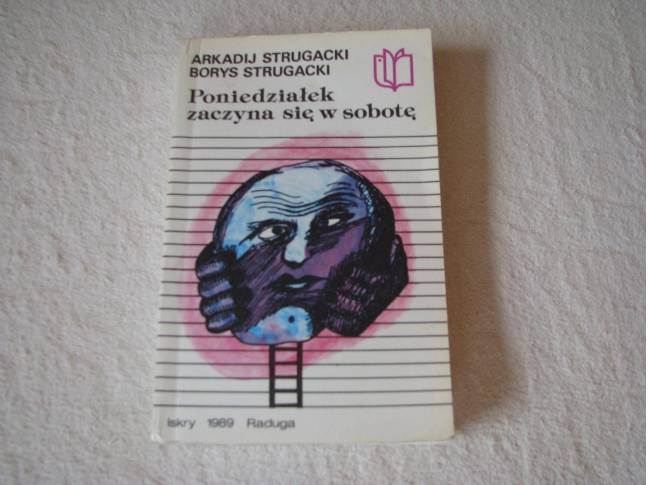 ARKADIJ STRUGACKI
BORYS STRUGACKI
Poniedziałek
zaczyna się w sobotę
Iskry 1989 Raduga